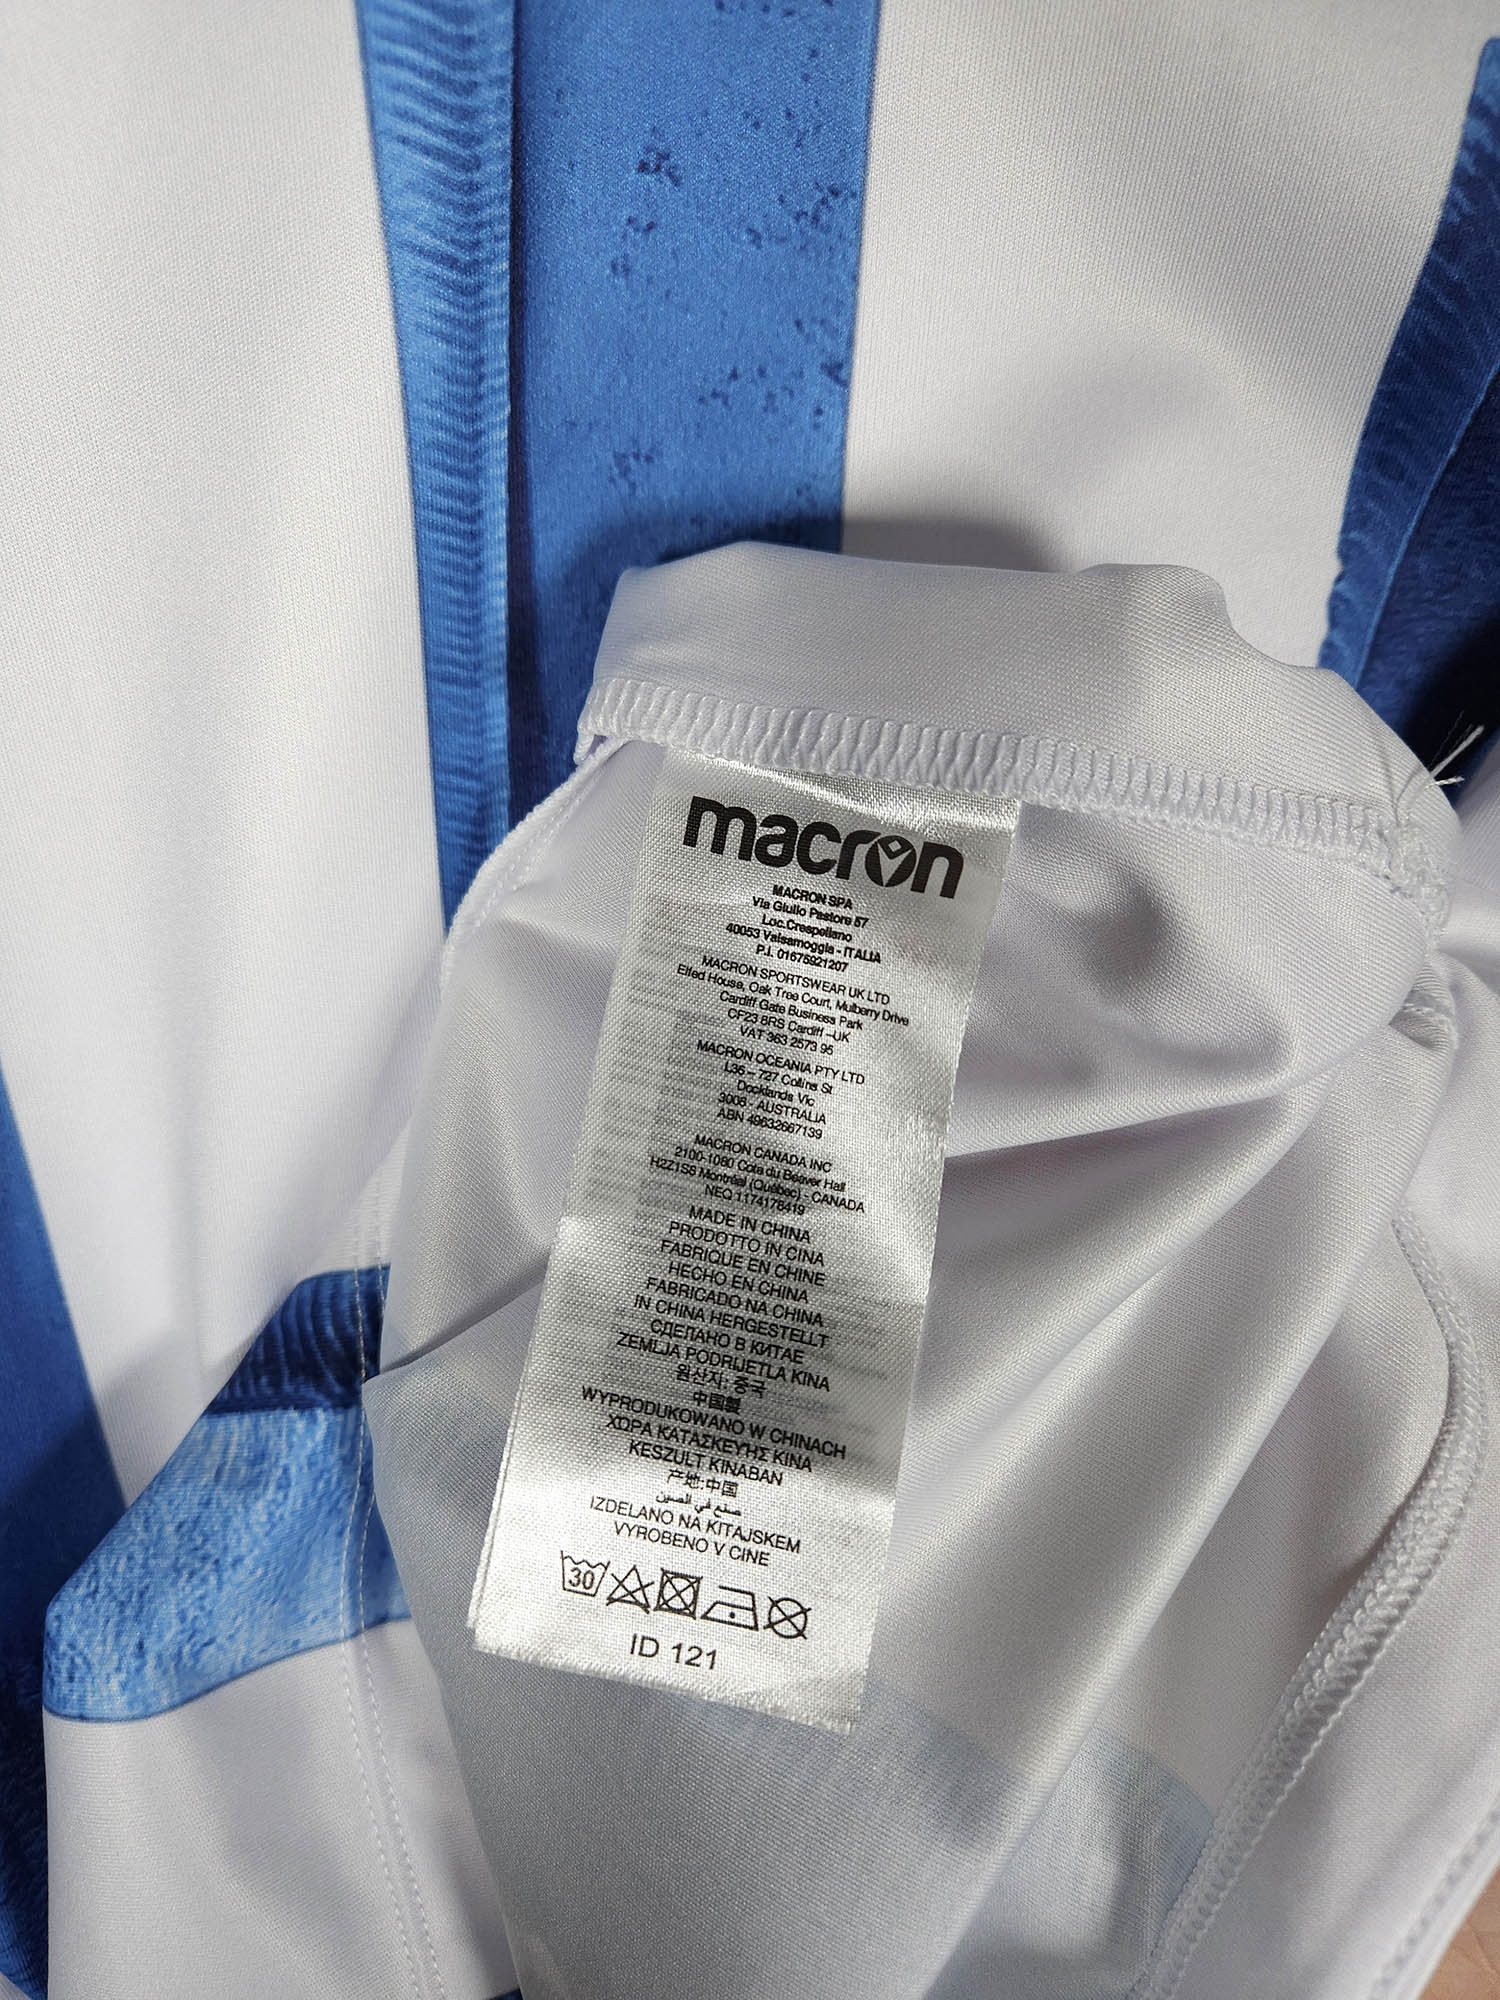 macron
MACRON SPA
Via Giulio Pastore 57
Loc.Crespellano
40053 Valsamoggia - ITALIA
P.I. 01675921207
MACRON SPORTSWEAR UK LTD
Elfed House, Oak Tree Court, Mulberry Drive
Cardiff Gate Business Park
CF23 8RS Cardiff –UK
VAT 363 2573 95
MACRON OCEANIA PTY LTD
L36 – 727 Collins St
Docklands Vic
3008 - AUSTRALIA
ABN 49632667139
MACRON CANADA INC
2100-1080 Cote du Beaver Hall
H2Z1S8 Montréal (Québec) - CANADA
NEQ 1174178419
MADE IN CHINA
PRODOTTO IN CINA
FABRIQUE EN CHINE
HECHO EN CHINA
FABRICADO NA CHINA
IN CHINA HERGESTELLT
СДЕЛАНО В КИТАЕ
ZEMLJA PODRIJETLA KINA
원산지: 중국
中国製
WYPRODUKOWANO W CHINACH
ΧΩΡΑ ΚΑΤΑΣΚΕΥΗΣ ΚΙΝΑ
KESZULT KINABAN
产地:中国
صنع في الصين
IZDELANO NA KITAJSKEM
VYROBENO V CINE
30
ID 121